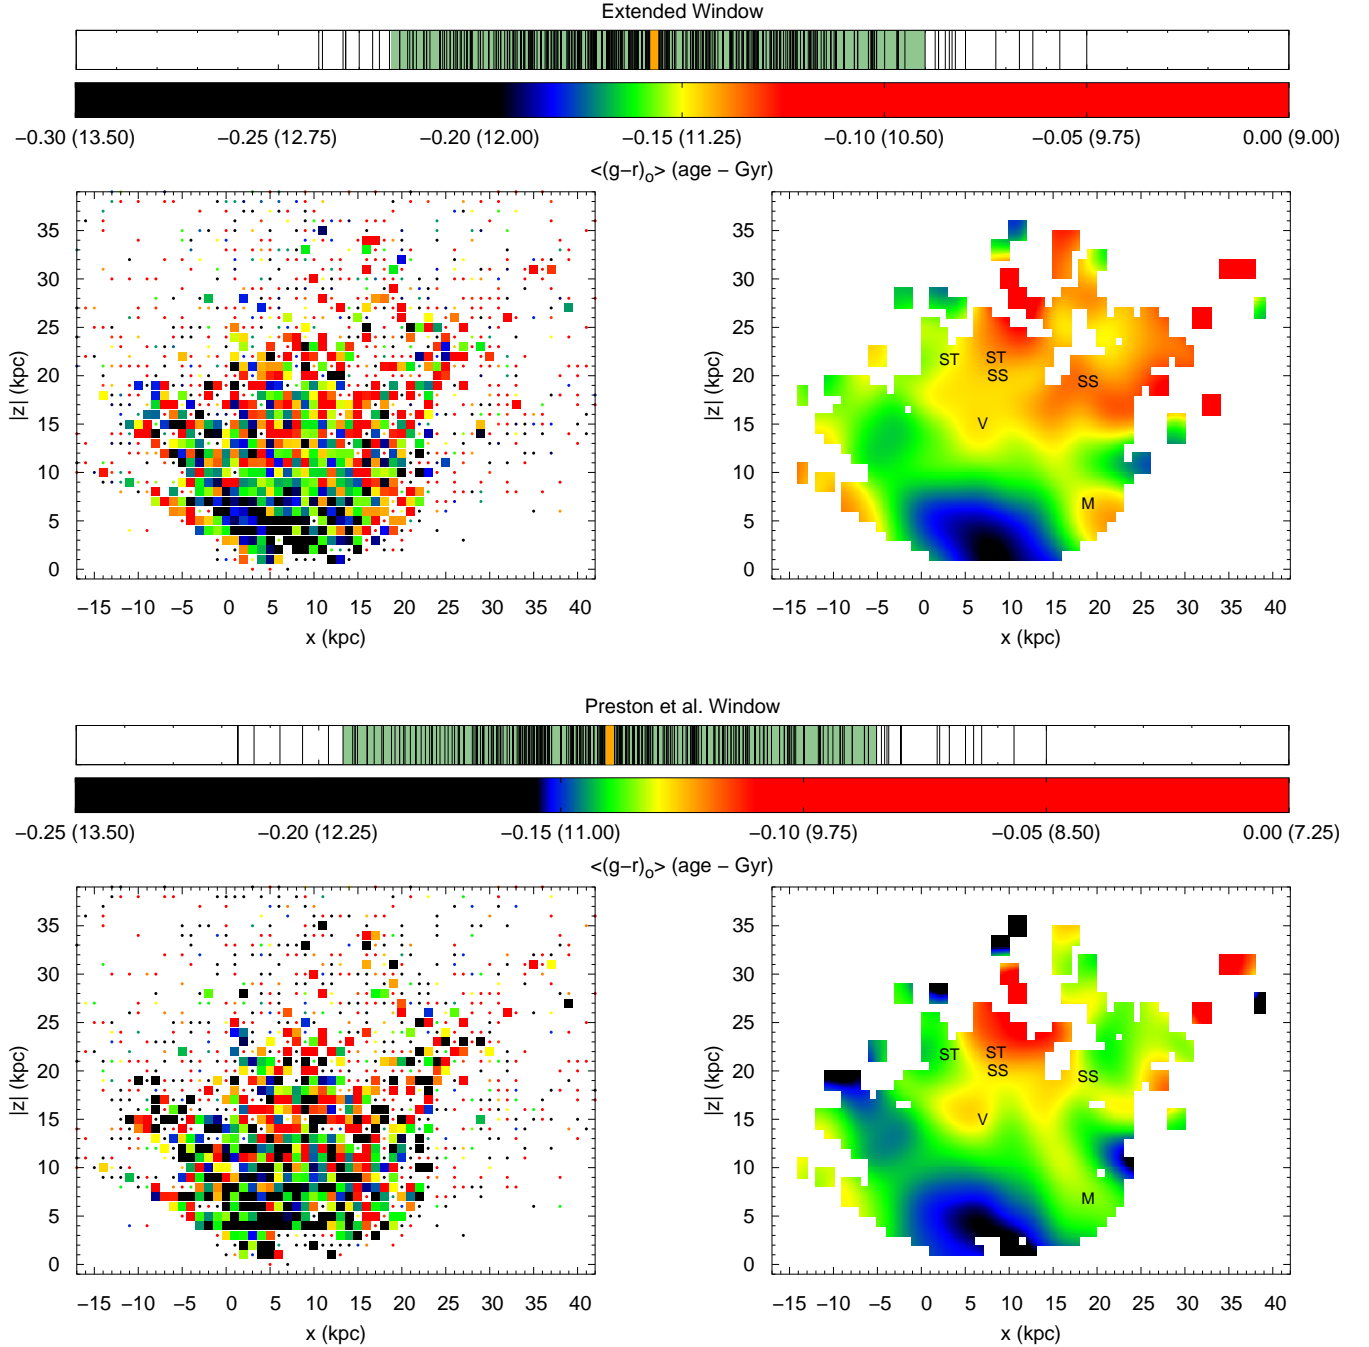 Extended Window
−0.30 (13.50) −0.25 (12.75) −0.20 (12.00) −0.15 (11.25) −0.10 (10.50) −0.05 (9.75) 0.00 (9.00)
<(g−r)o> (age − Gyr)
35
30
25
20
15
10
5
0
|z| (kpc)
−15 −10 −5 0 5 10 15 20 25 30 35 40
x (kpc)
35
30
25
20
15
10
5
0
|z| (kpc)
ST ST
SS SS
V
M
−15 −10 −5 0 5 10 15 20 25 30 35 40
x (kpc)
Preston et al. Window
−0.25 (13.50) −0.20 (12.25) −0.15 (11.00) −0.10 (9.75) −0.05 (8.50) 0.00 (7.25)
<(g−r)o> (age − Gyr)
35
30
25
20
15
10
5
0
|z| (kpc)
−15 −10 −5 0 5 10 15 20 25 30 35 40
x (kpc)
35
30
25
20
15
10
5
0
|z| (kpc)
ST ST
SS SS
V
M
−15 −10 −5 0 5 10 15 20 25 30 35 40
x (kpc)